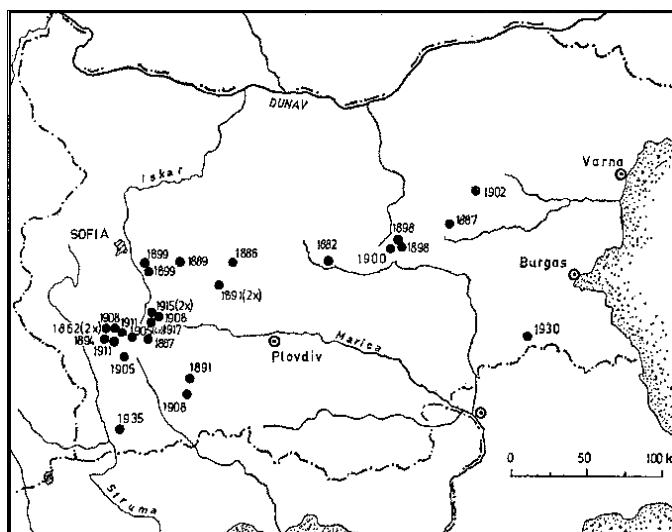 DUNAV
Iskar
Varna
1902
1887
SOFIA
1898
1898
1900
1899
1899
1889
1886
1882
1891(2x)
Burgas
1915(2x)
1908
1908
1911
1917
1862(2x)
1894
1911
1887
1930
Marica
Plovdiv
1905
1891
1908
1935
Struma
0 50 100 k